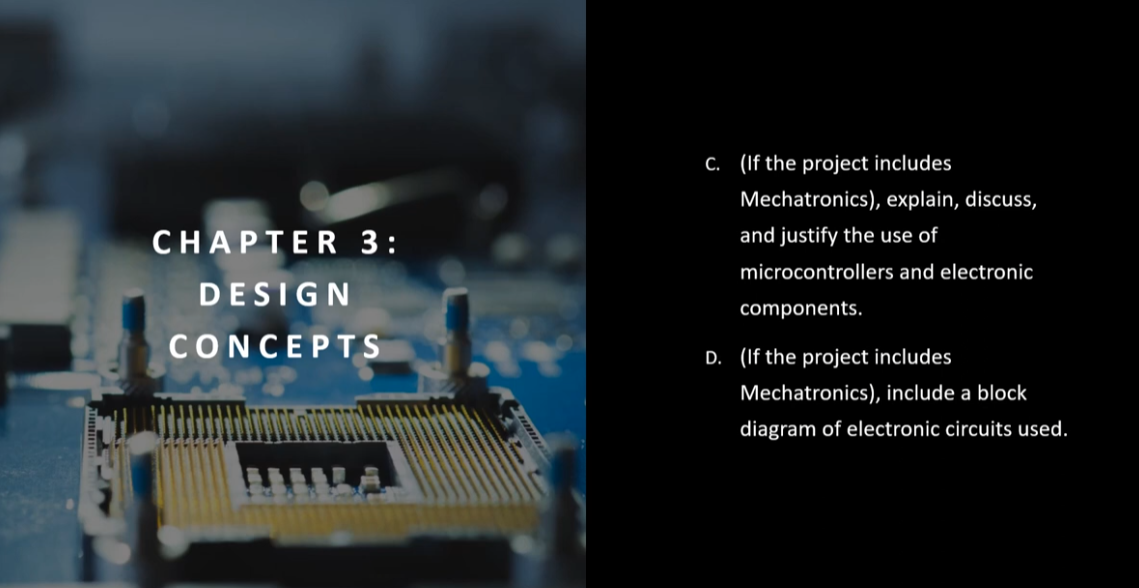 CHAPTER 3:
DESIGN
CONCEPTS
C. (If the project includes
Mechatronics), explain, discuss,
and justify the use of
microcontrollers and electronic
components.
D. (If the project includes
Mechatronics), include a block
diagram of electronic circuits used.